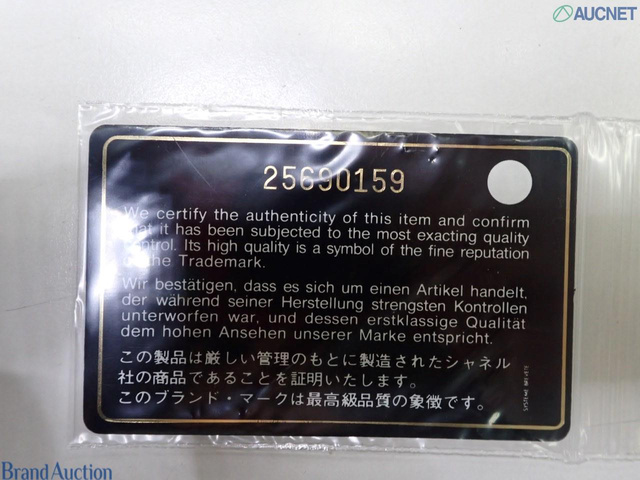 AUCNET
25690159
We certify the authenticity of this item and confirm
that it has been subjected to the most exacting quality
control. Its high quality is a symbol of the fine reputation
of the Trademark.
Wir bestätigen, dass es sich um einen Artikel handelt,
der während seiner Herstellung strengsten Kontrollen
unterworfen war, und dessen erstklassige Qualität
dem hohen Ansehen unserer Marke entspricht.
この製品は厳しい管理のもとに製造されたシャネル
社の商品であることを証明いたします。
このブランド・マークは最高級品質の象徴です。
Brand Auction